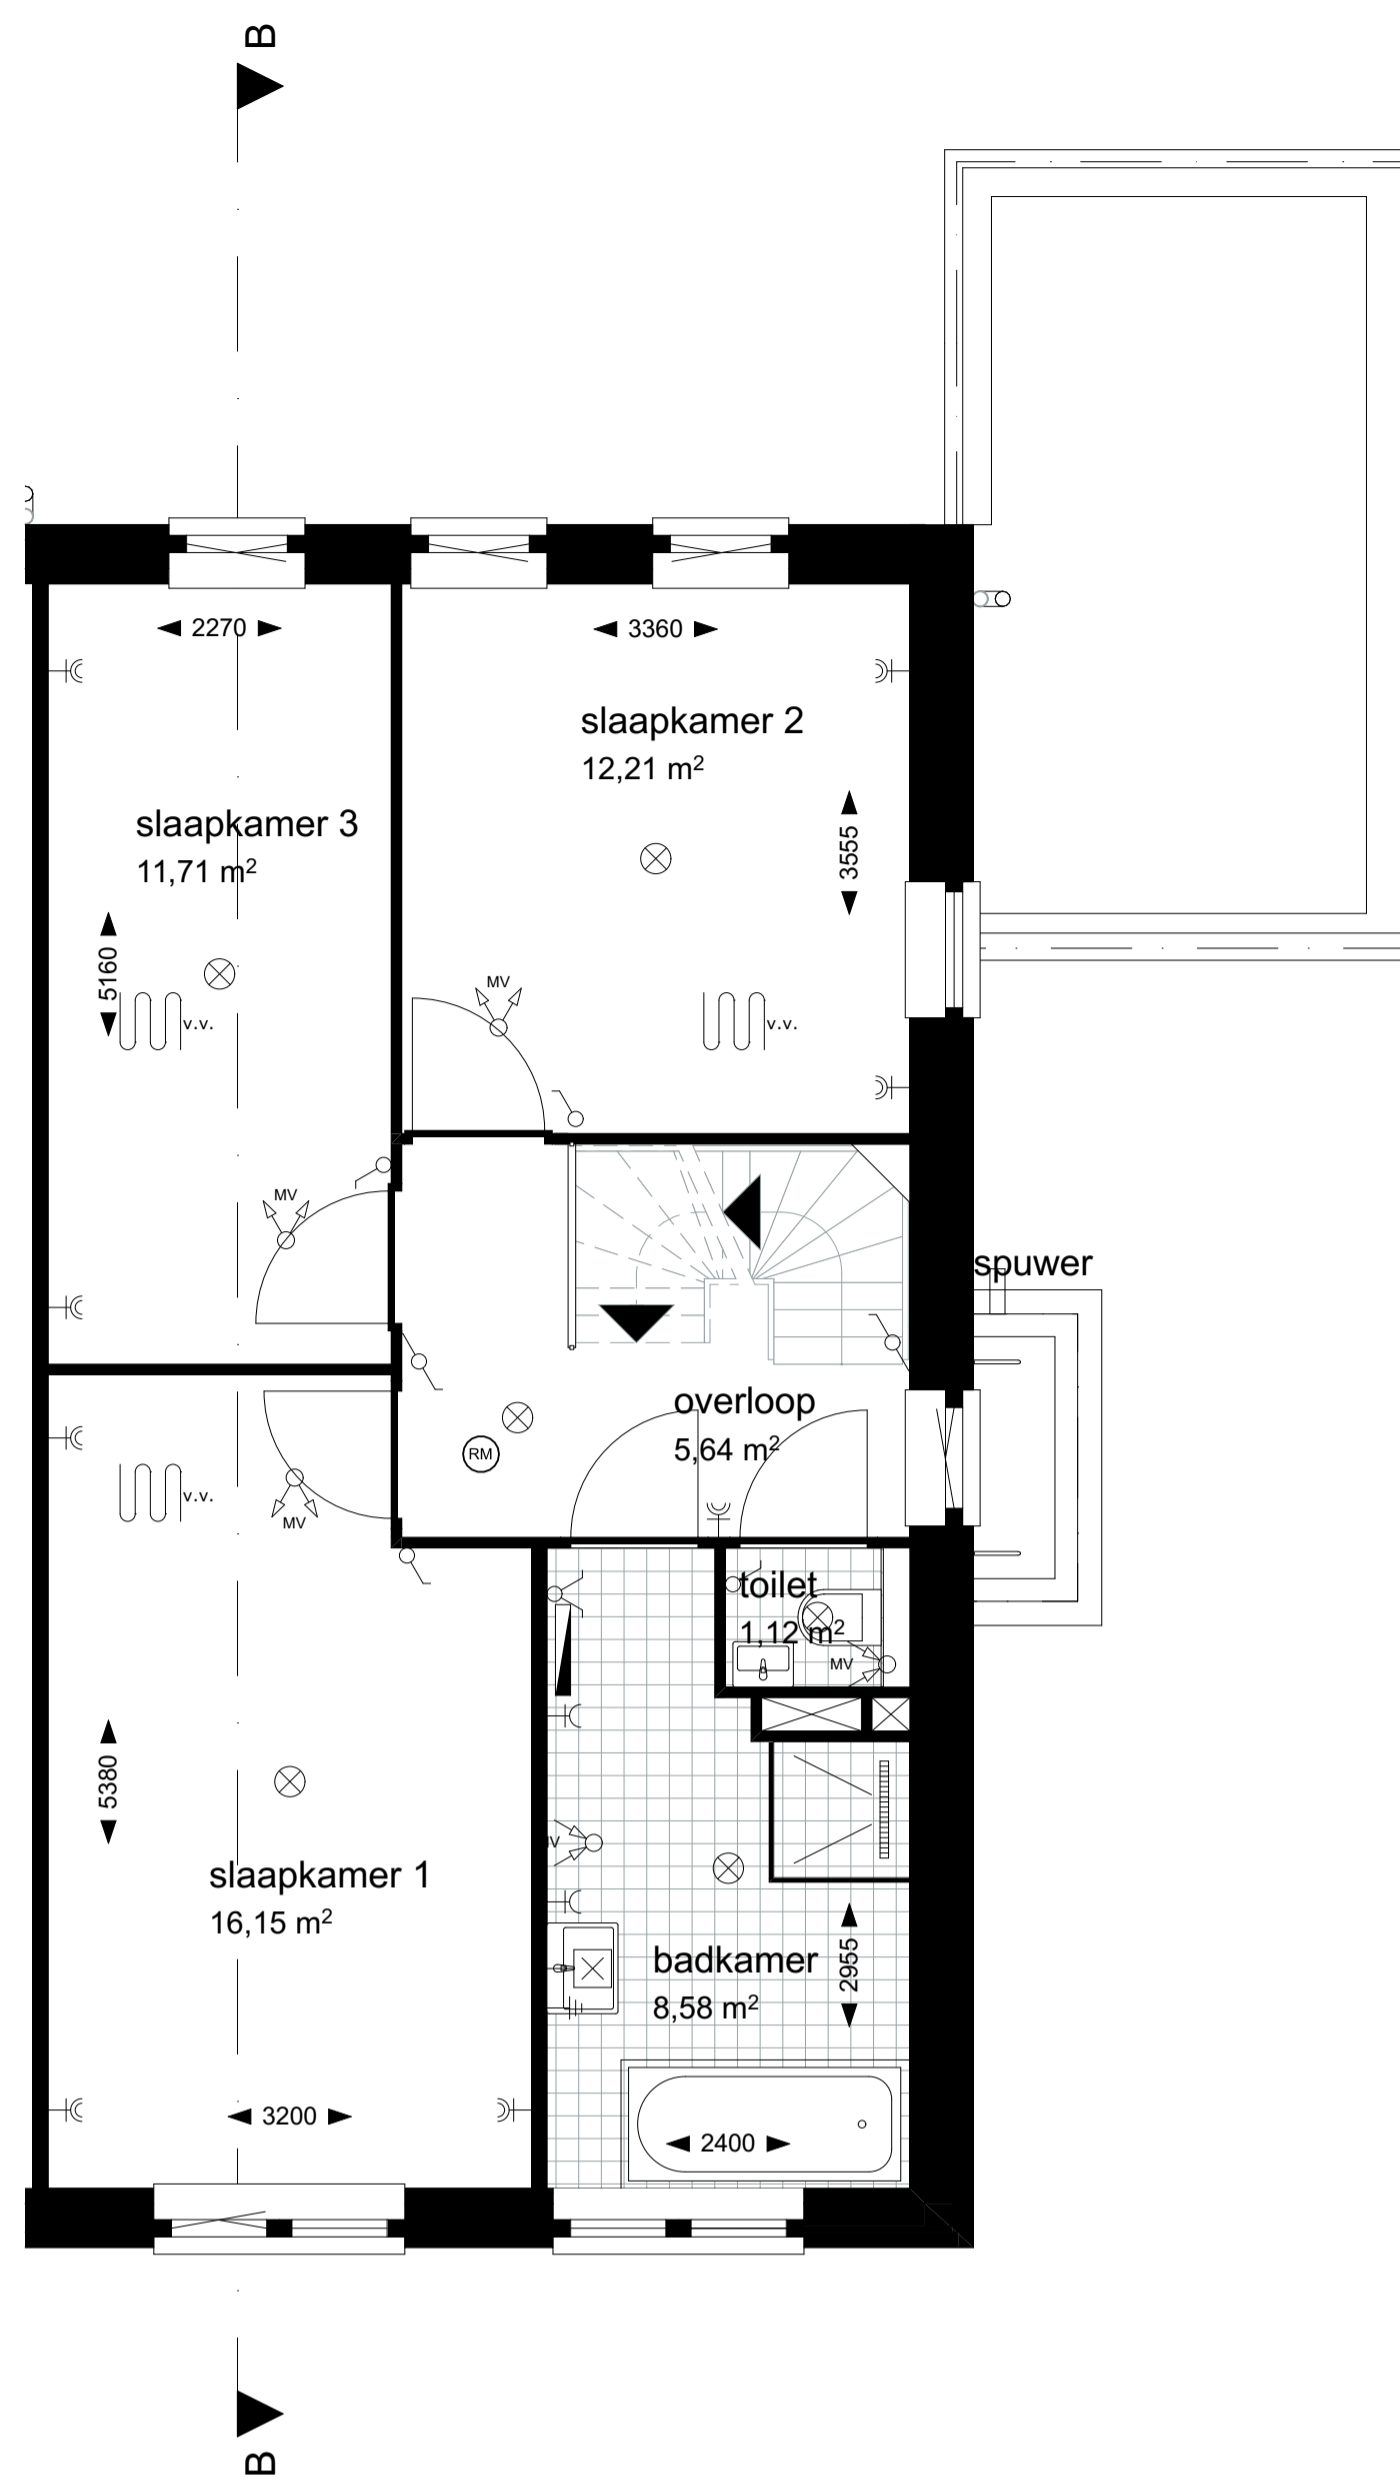 B
2270
3360
slaapkamer 2
12,21 m²
slaapkamer 3
11,71 m²
3555
5160
MV
v.v.
v.v.
MV
spuwer
overloop
5,64 m²
RM
v.v.
MV
toilet
1,12 m²
MV
5380
MV
slaapkamer 1
16,15 m²
badkamer
8,58 m²
2955
3200
2400
B